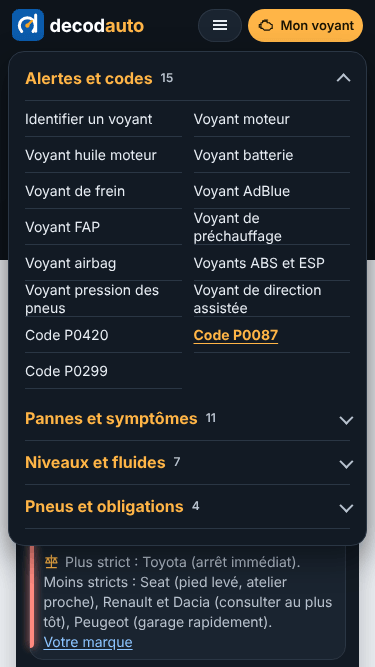 decodauto
Mon voyant
Alertes et codes 15
Identifier un voyant
Voyant moteur
Voyant huile moteur
Voyant batterie
Voyant de frein
Voyant AdBlue
Voyant FAP
Voyant de
préchauffage
Voyant airbag
Voyants ABS et ESP
Voyant pression des
pneus
Voyant de direction
assistée
Code P0420
Code P0087
Code P0299
Pannes et symptômes 11
Niveaux et fluides 7
Pneus et obligations 4
Plus strict : Toyota (arrêt immédiat).
Moins stricts : Seat (pied levé, atelier
proche), Renault et Dacia (consulter au plus
tôt), Peugeot (garage rapidement).
Votre marque